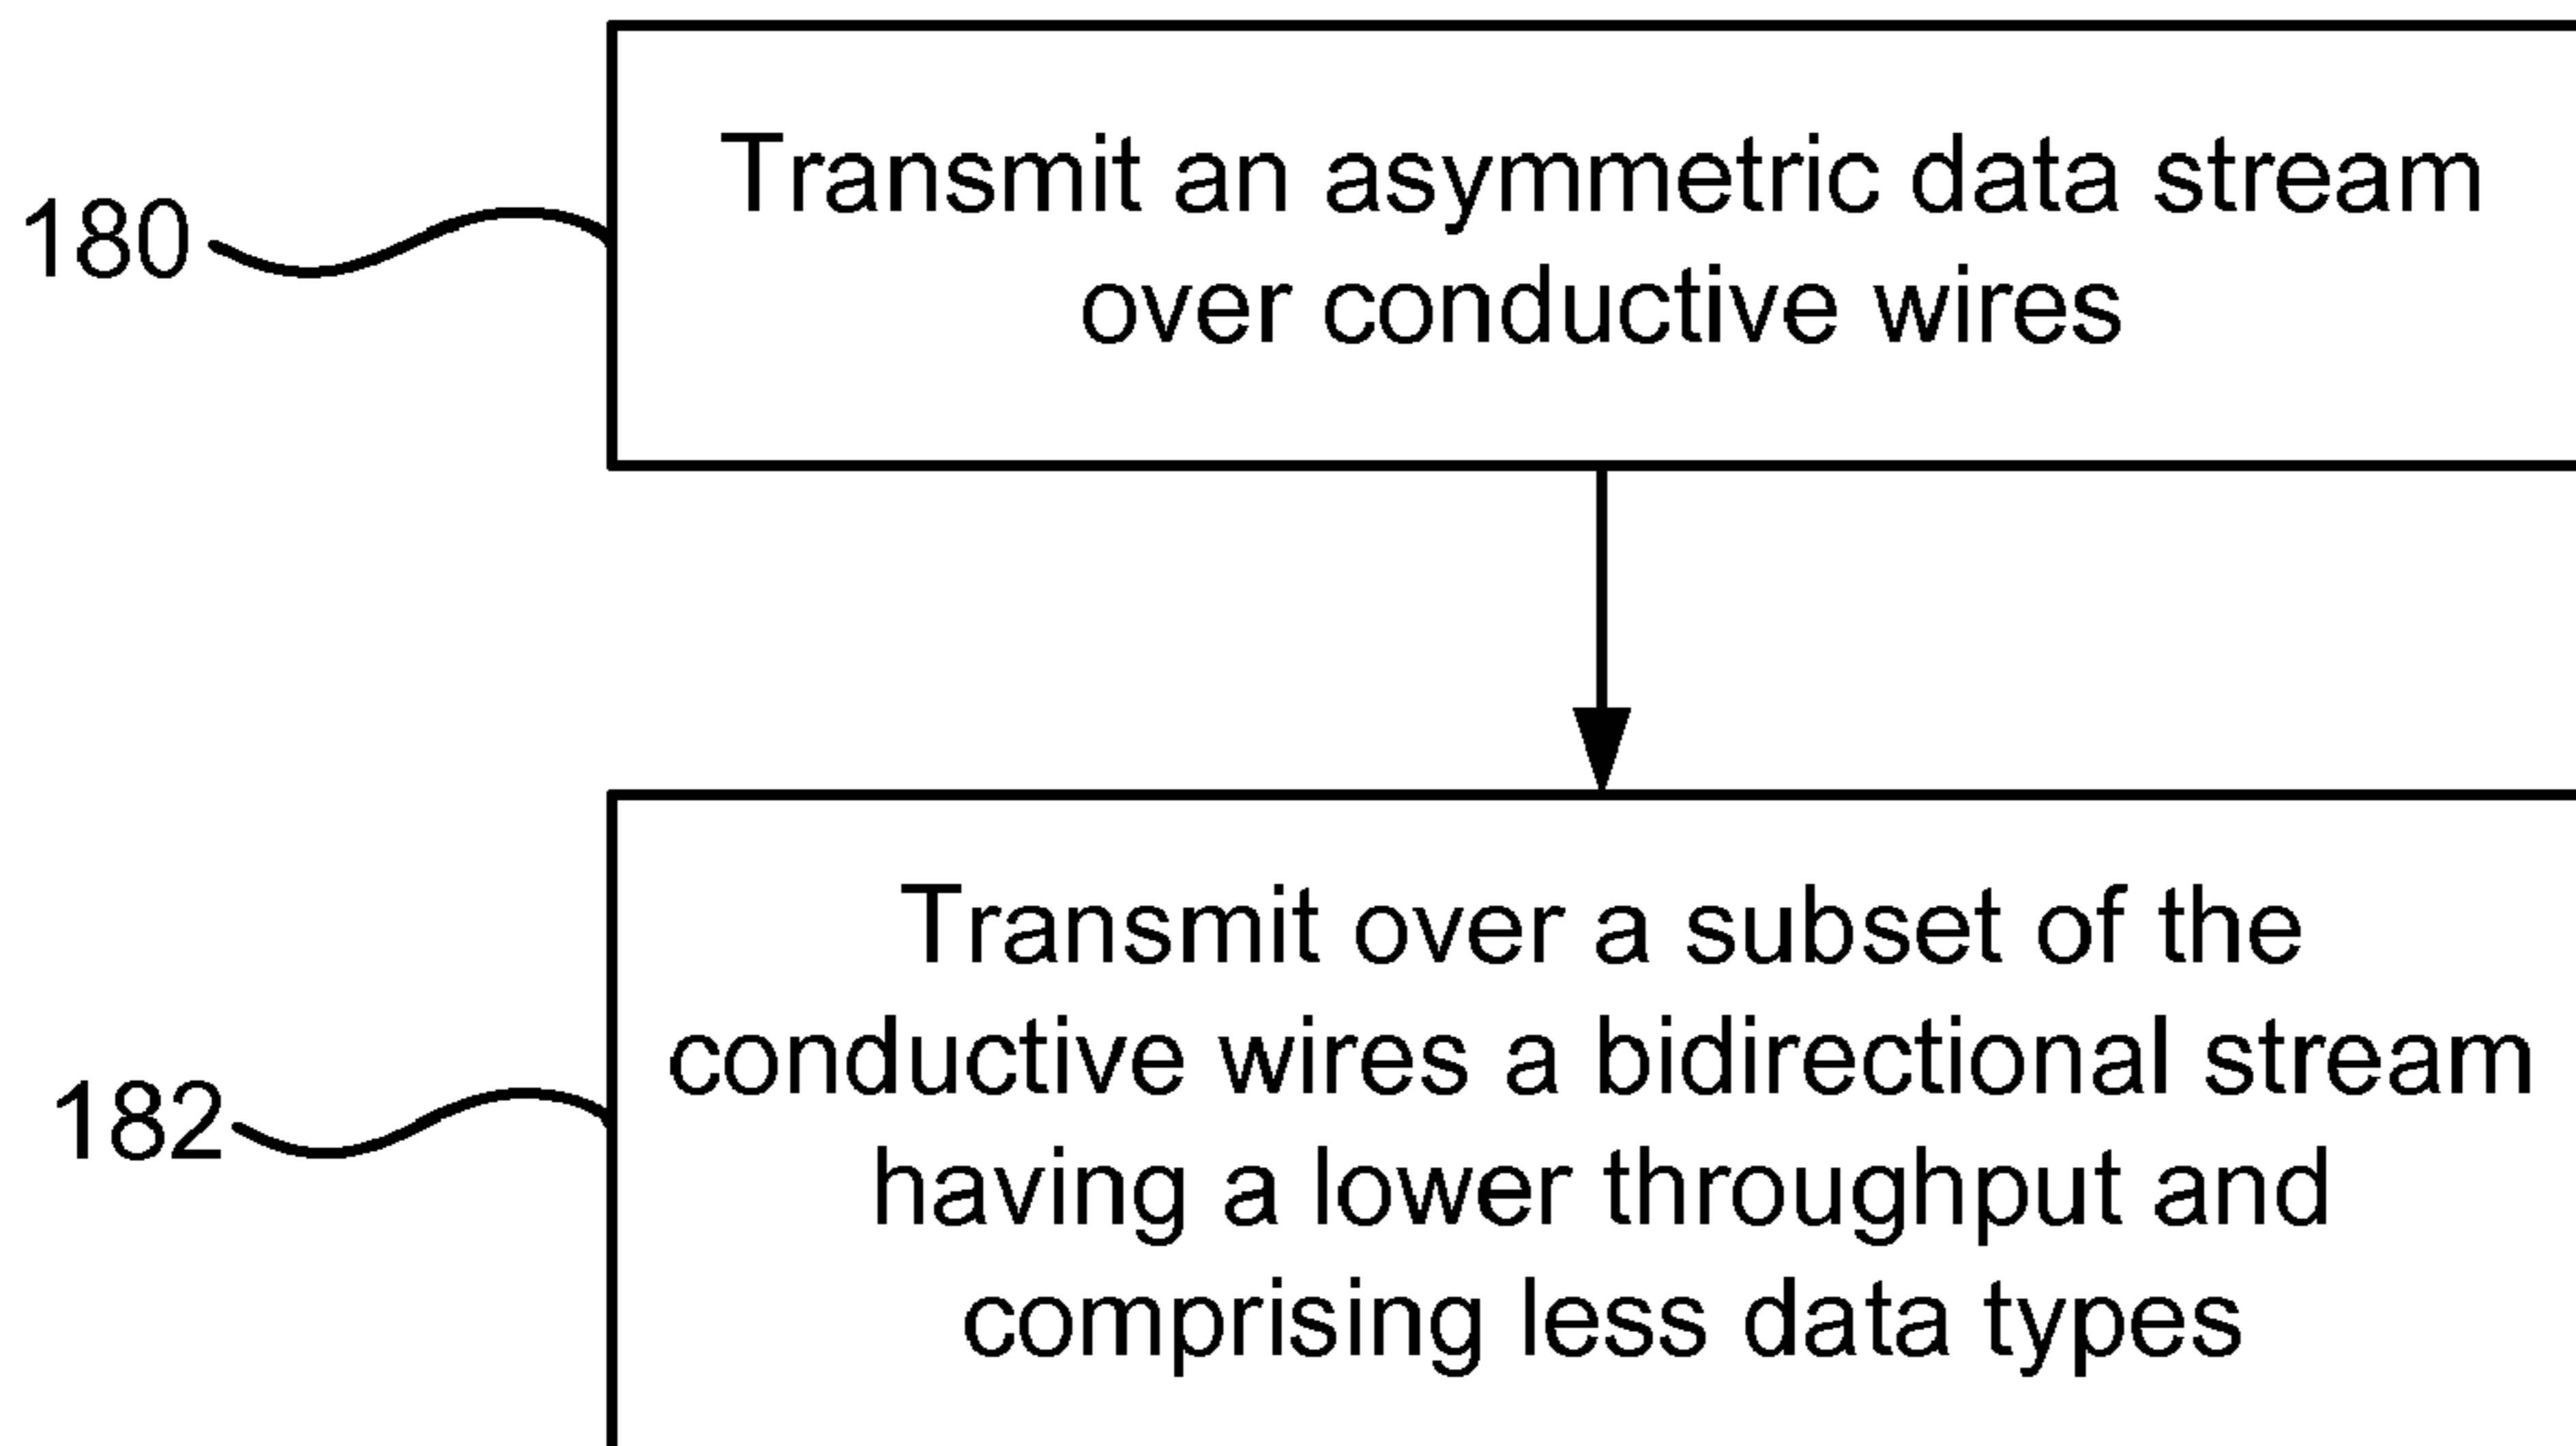 180
Transmit an asymmetric data stream
over conductive wires
182
Transmit over a subset of the
conductive wires a bidirectional stream
having a lower throughput and
comprising less data types